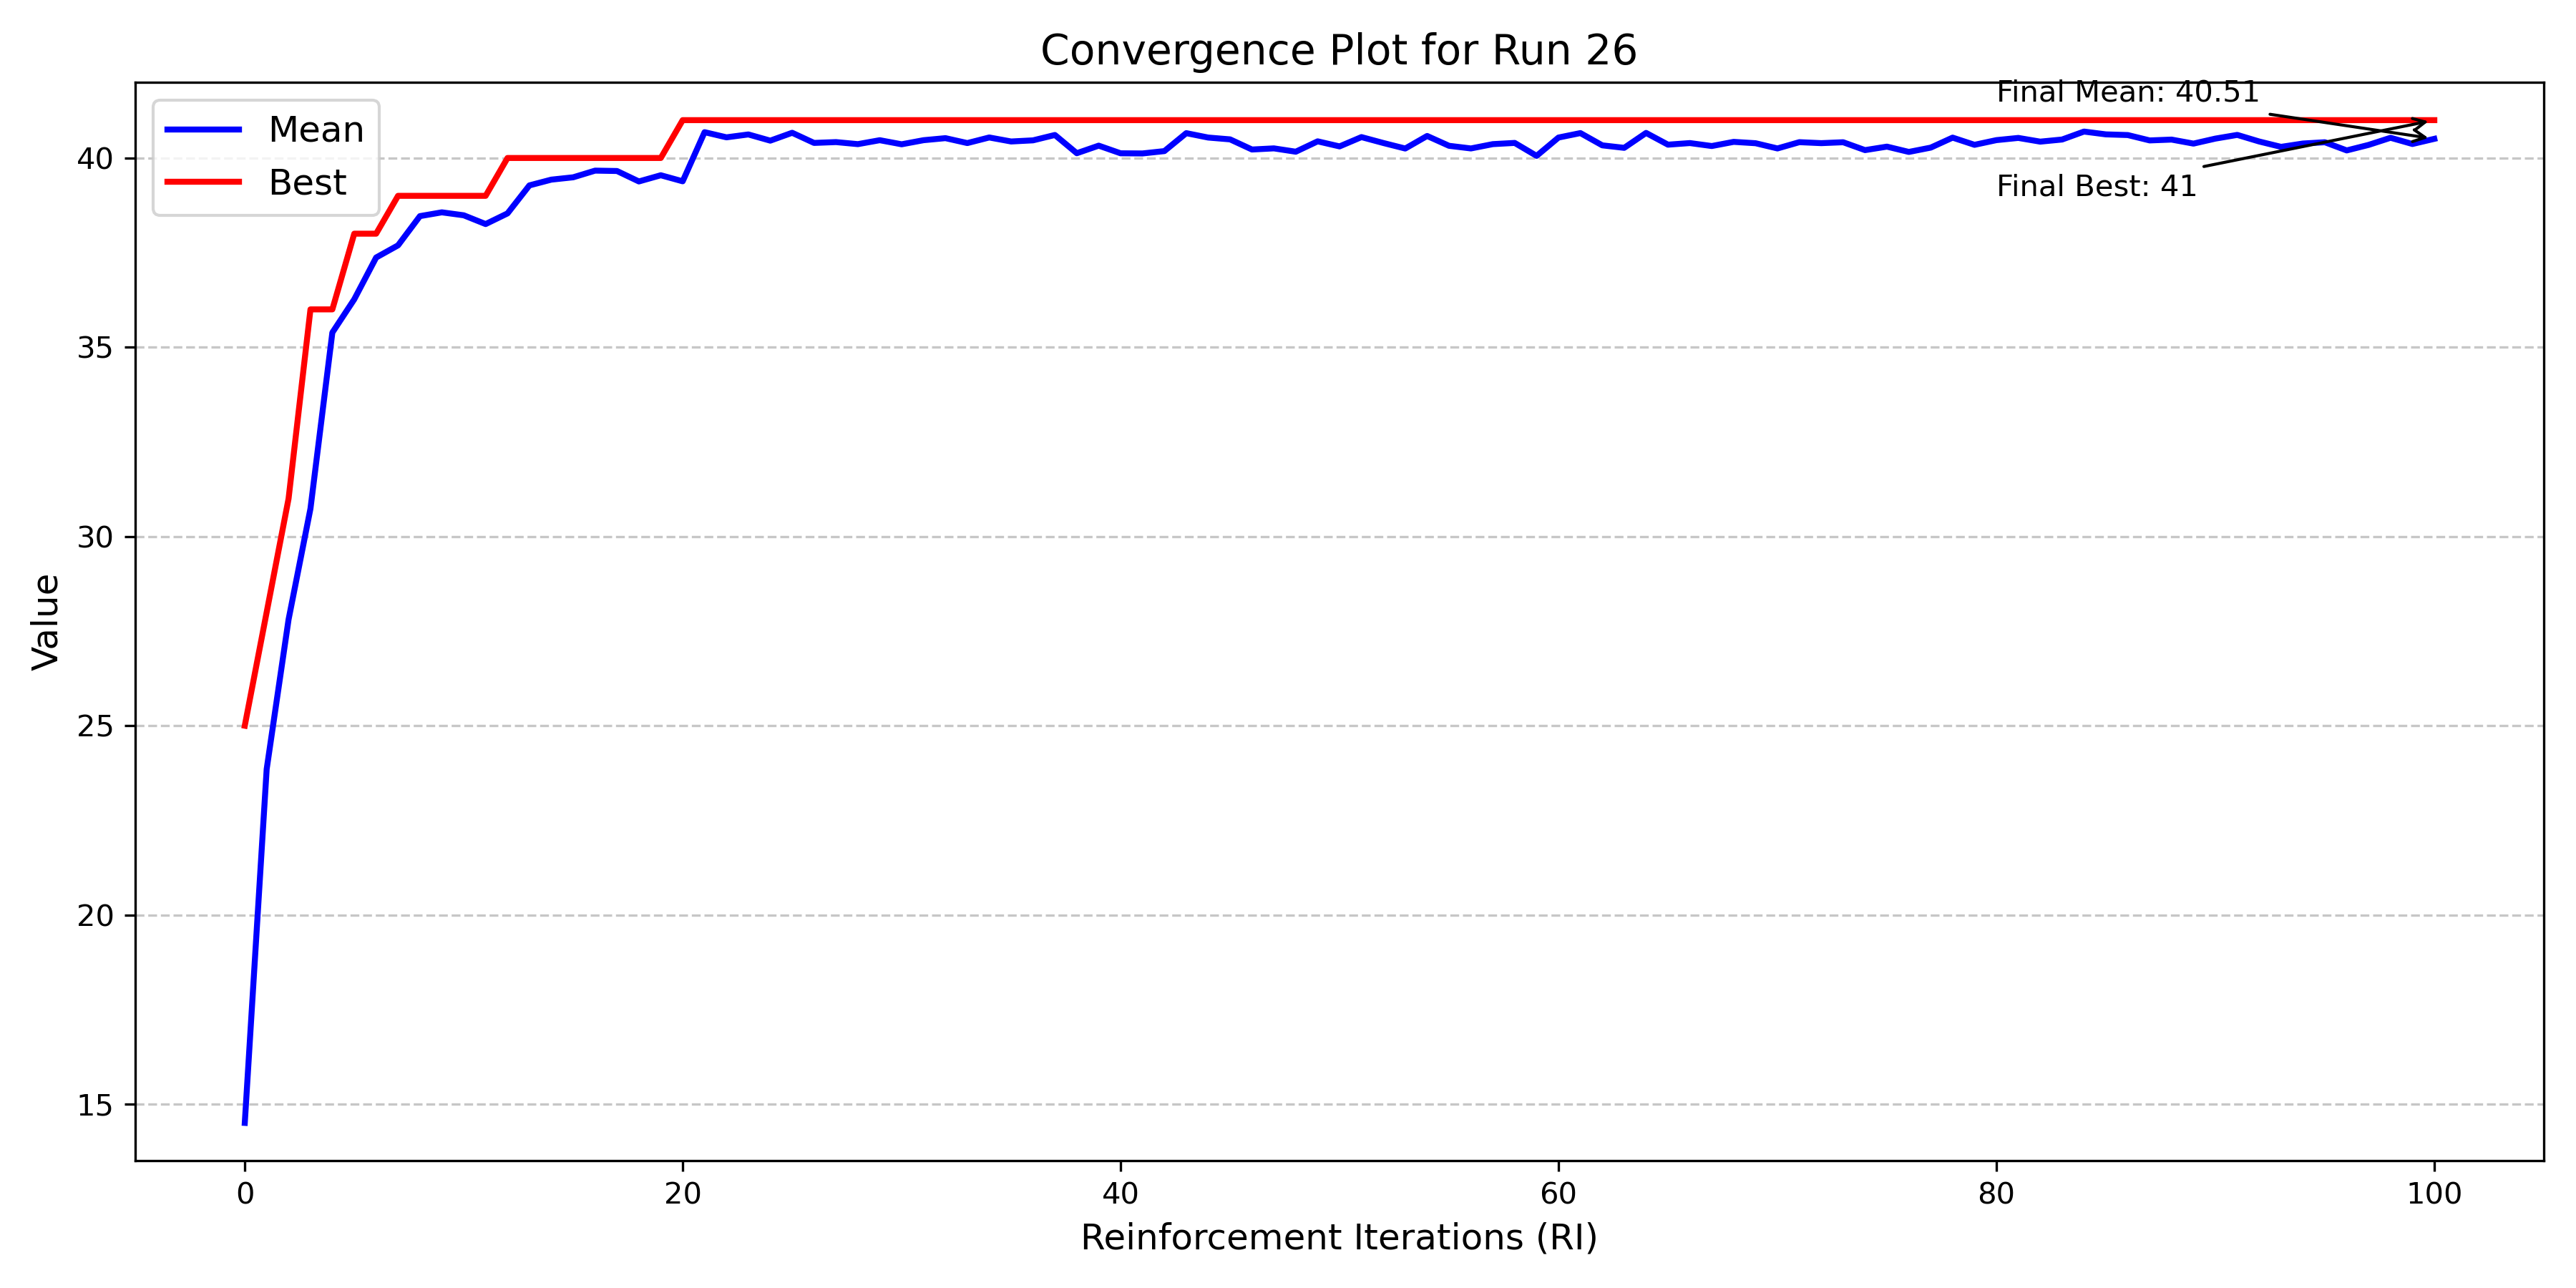 Convergence Plot for Run 26
Mean
Best
Final Mean: 40.51
Final Best: 41
Value
40
35
30
25
20
15
0
20
40
60
80
100
Reinforcement Iterations (RI)